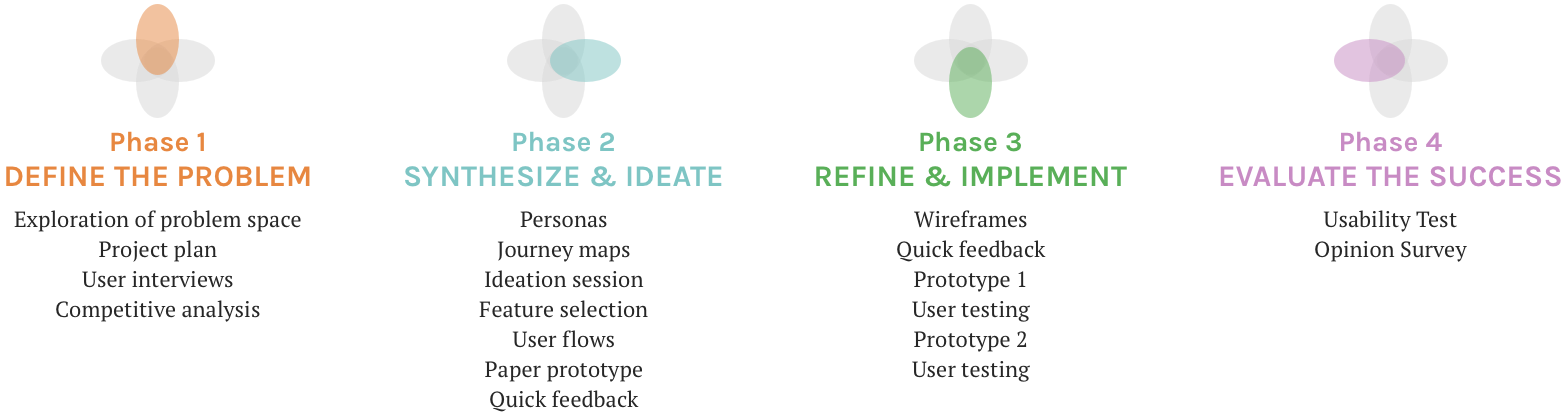 Phase 1
DEFINE THE PROBLEM
Exploration of problem space
Project plan
User interviews
Competitive analysis
Phase 2
SYNTHESIZE & IDEATE
Personas
Journey maps
Ideation session
Feature selection
User flows
Paper prototype
Quick feedback
Phase 3
REFINE & IMPLEMENT
Wireframes
Quick feedback
Prototype 1
User testing
Prototype 2
User testing
Phase 4
EVALUATE THE SUCCESS
Usability Test
Opinion Survey